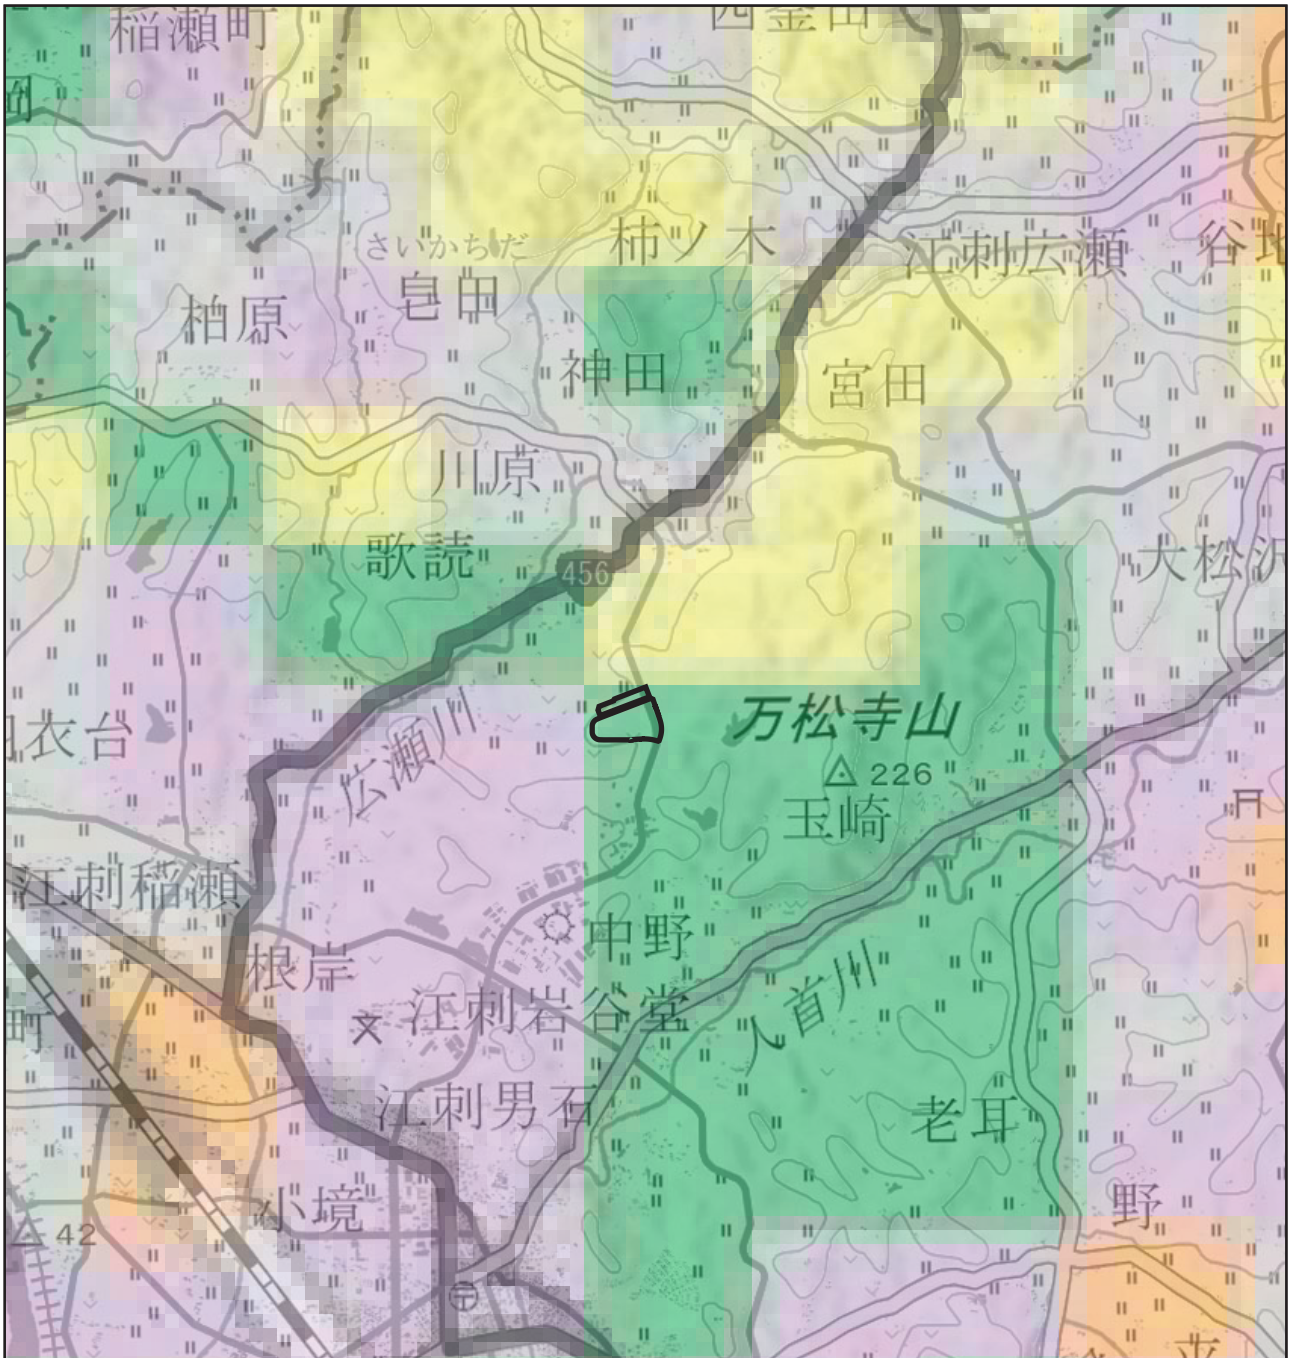 稲瀬町
柿ノ木
さいかちだ
皀田
江刺広瀬
柏原
神田
宮田
川原
歌読
456
大松沢
万松寺山
226
衣台
広瀬川
玉崎
江刺稲瀬
中野
根岸
江刺岩谷堂
人首川
町
江刺男石
老耳
小境
野
42